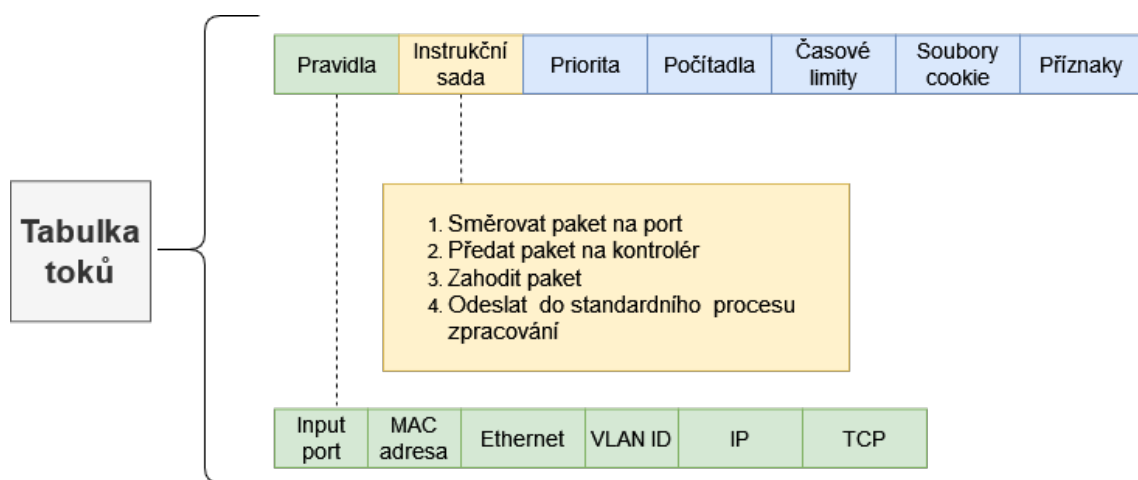 Pravidla
Instrukční
sada
Priorita
Počítadla
Časové
limity
Soubory
cookie
Příznaky
Tabulka
toků
1. Směrovat paket na port
2. Předat paket na kontrolér
3. Zahodit paket
4. Odeslat do standardního procesu
zpracování
Input
port
MAC
adresa
Ethernet
VLAN ID
IP
TCP